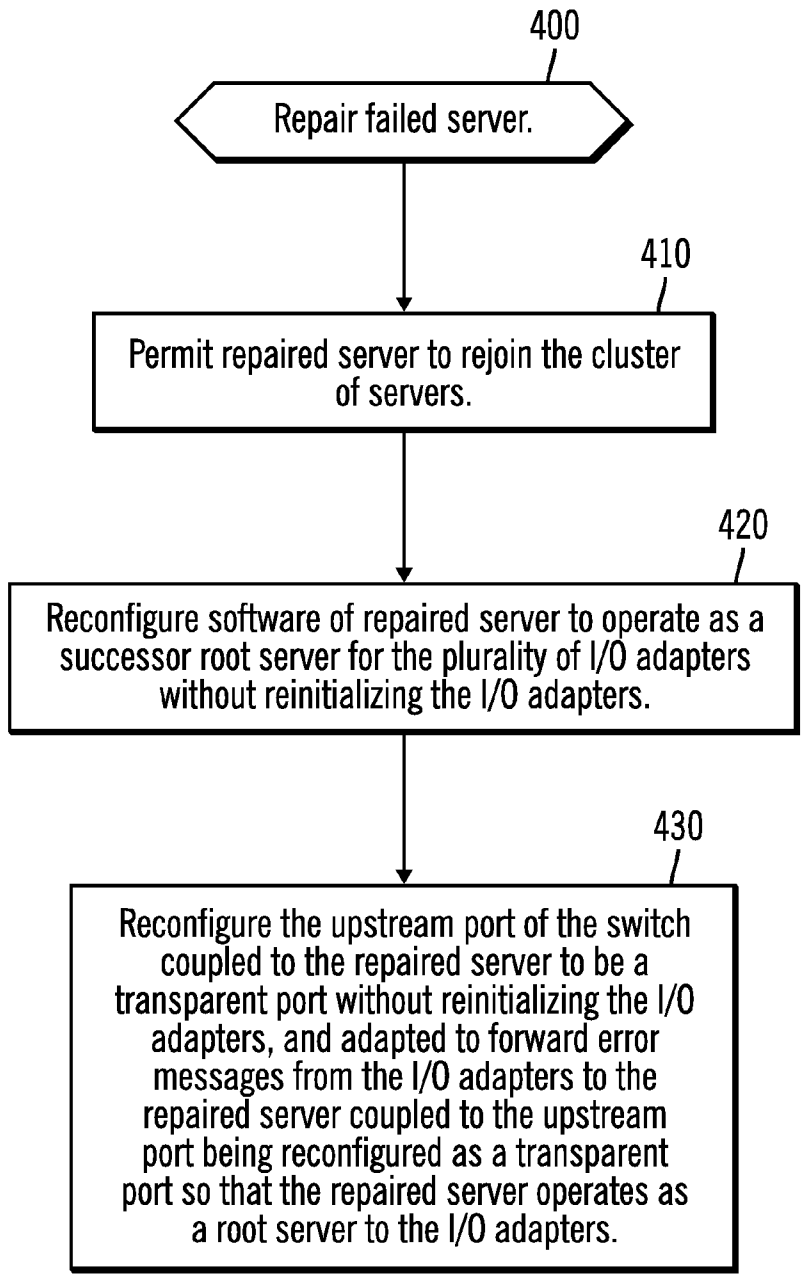 400
Repair failed server.
410
Permit repaired server to rejoin the cluster
of servers.
420
Reconfigure software of repaired server to operate as a
successor root server for the plurality of I/O adapters
without reinitializing the I/O adapters.
430
Reconfigure the upstream port of the switch
coupled to the repaired server to be a
transparent port without reinitializing the I/O
adapters, and adapted to forward error
messages from the I/O adapters to the
repaired server coupled to the upstream
port being reconfigured as a transparent
port so that the repaired server operates as
a root server to the I/O adapters.